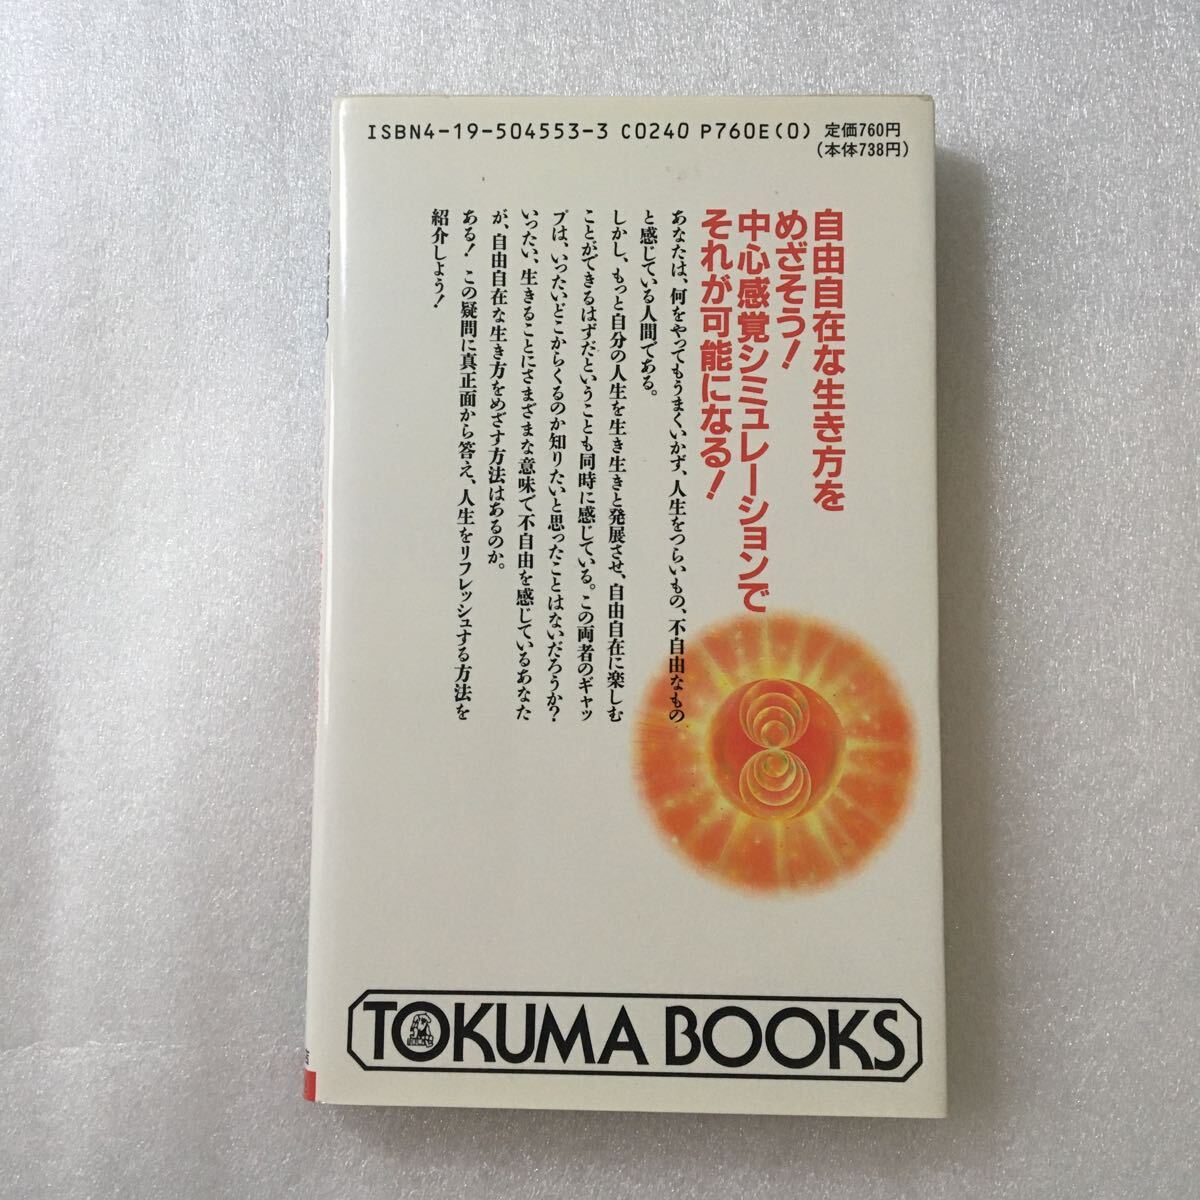 ISBN4-19-504553-3 C0240 P760E(0) 定価760円
(本体738円)
自由自在な生き方を
めざそう!
中心感覚シミュレーションで
それが可能になる!
あなたは、何をやってもうまくいかず、人生をつらいもの、不自由なもの
と感じている人間である。
しかし、もっと自分の人生を生き生きと発展させ、自由自在に楽しむ
ことができるはずだということも同時に感じている。この両者のギャッ
プは、いったいどこからくるのか知りたいと思ったことはないだろうか?
いったい、生きることにさまざまな意味で不自由を感じているあなた
が、自由自在な生き方をめざす方法はあるのか。
ある! この疑問に真正面から答え、人生をリフレッシュする方法を
紹介しよう!
TOKUMA BOOKS